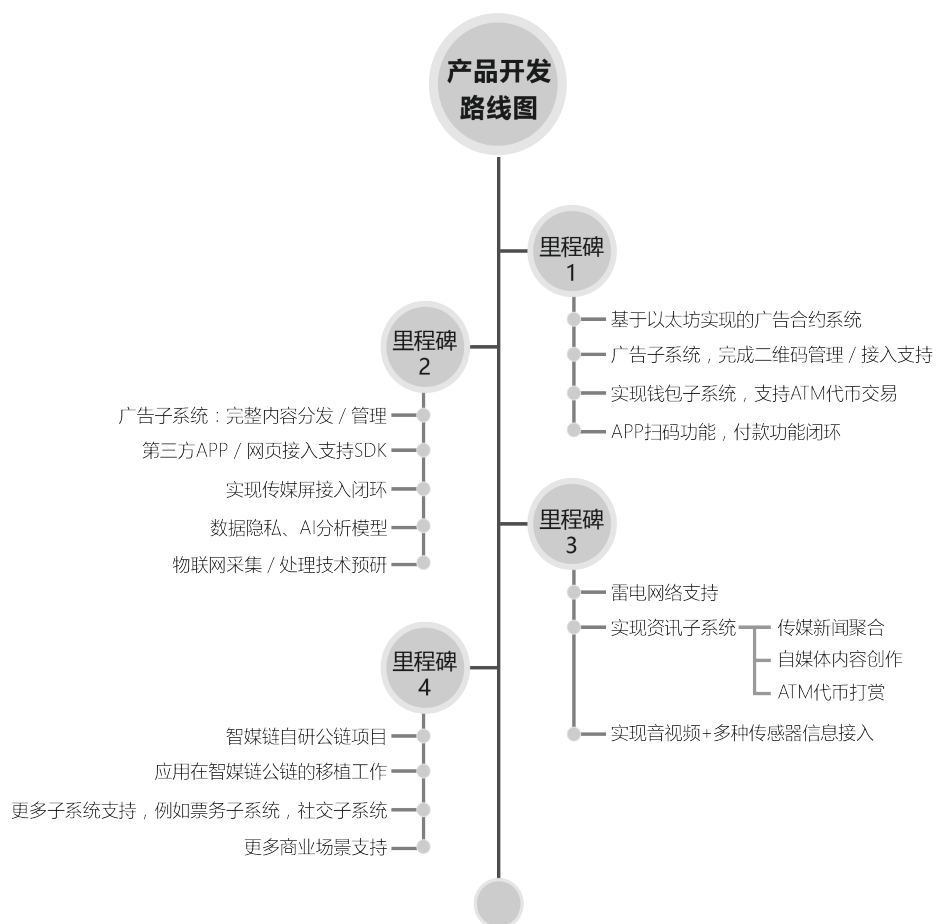 产品开发
路线图
里程碑
1
基于以太坊实现的广告合约系统
广告子系统，完成二维码管理 / 接入支持
实现钱包子系统，支持ATM代币交易
APP扫码功能，付款功能闭环
里程碑
2
广告子系统：完整内容分发 / 管理
第三方APP / 网页接入支持SDK
实现传媒屏接入闭环
数据隐私、AI分析模型
物联网采集 / 处理技术预研
里程碑
3
雷电网络支持
实现资讯子系统
传媒新闻聚合
自媒体内容创作
ATM代币打赏
实现音视频+多种传感器信息接入
里程碑
4
智媒链自研公链项目
应用在智媒链公链的移植工作
更多子系统支持，例如票务子系统，社交子系统
更多商业场景支持